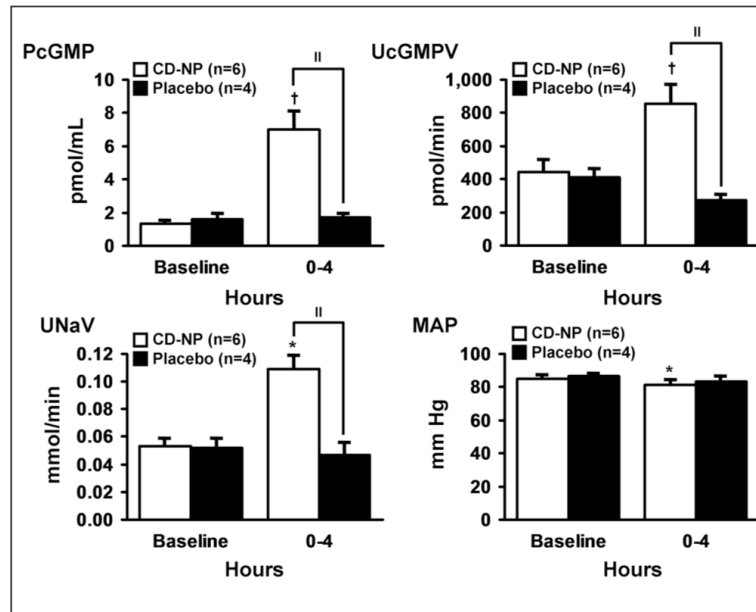 PcGMP
CD-NP (n=6)
Placebo (n=4)
pmol/mL
10
8
6
4
2
0
†
II
Baseline
0-4
Hours
UcGMPV
CD-NP (n=6)
Placebo (n=4)
pmol/min
1,000
800
600
400
200
0
†
II
Baseline
0-4
Hours
UNaV
CD-NP (n=6)
Placebo (n=4)
mmol/min
0.12
0.10
0.08
0.06
0.04
0.02
0.00
*
II
Baseline
0-4
Hours
MAP
CD-NP (n=6)
Placebo (n=4)
mm Hg
100
80
60
40
20
0
*
Baseline
0-4
Hours